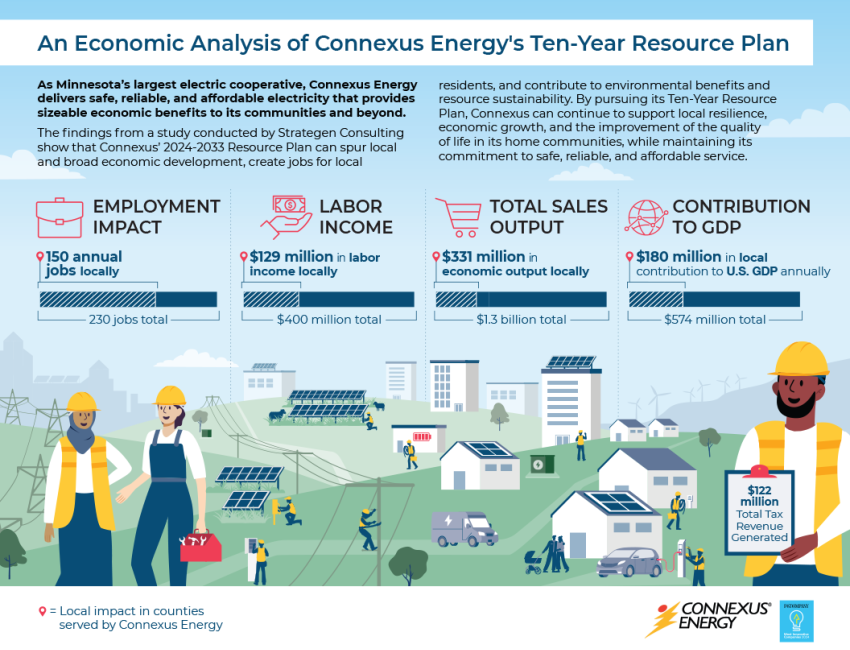 An Economic Analysis of Connexus Energy's Ten-Year Resource Plan
As Minnesota's largest electric cooperative, Connexus Energy
delivers safe, reliable, and affordable electricity that provides
sizeable economic benefits to its communities and beyond.
The findings from a study conducted by Strategen Consulting
show that Connexus' 2024-2033 Resource Plan can spur local
and broad economic development, create jobs for local
residents, and contribute to environmental benefits and
resource sustainability. By pursuing its Ten-Year Resource
Plan, Connexus can continue to support local resilience,
economic growth, and the improvement of the quality
of life in its home communities, while maintaining its
commitment to safe, reliable, and affordable service.
EMPLOYMENT
IMPACT
150 annual
jobs locally
230 jobs total
LABOR
INCOME
$129 million in labor
income locally
$400 million total
TOTAL SALES
OUTPUT
$331 million in
economic output locally
$1.3 billion total
CONTRIBUTION
TO GDP
$180 million in local
contribution to U.S. GDP annually
$574 million total
$122
million
Total Tax
Revenue
Generated
= Local impact in counties
served by Connexus Energy
CONNEXUS®
ENERGY